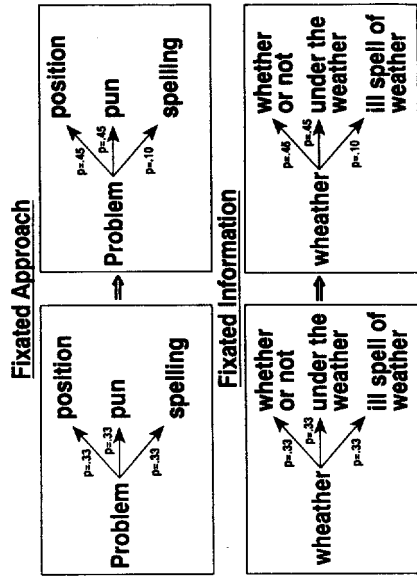 Fixated Approach
Problem
p=.33
p=.33
p=.33
position
pun
spelling
⇒
Problem
p=.45
p=.45
p=.10
position
pun
spelling
Fixated Information
wheather
p=.33
p=.33
p=.33
whether
or not
under the
weather
ill spell of
weather
⇒
wheather
p=.45
p=.45
p=.10
whether
or not
under the
weather
ill spell of
weather